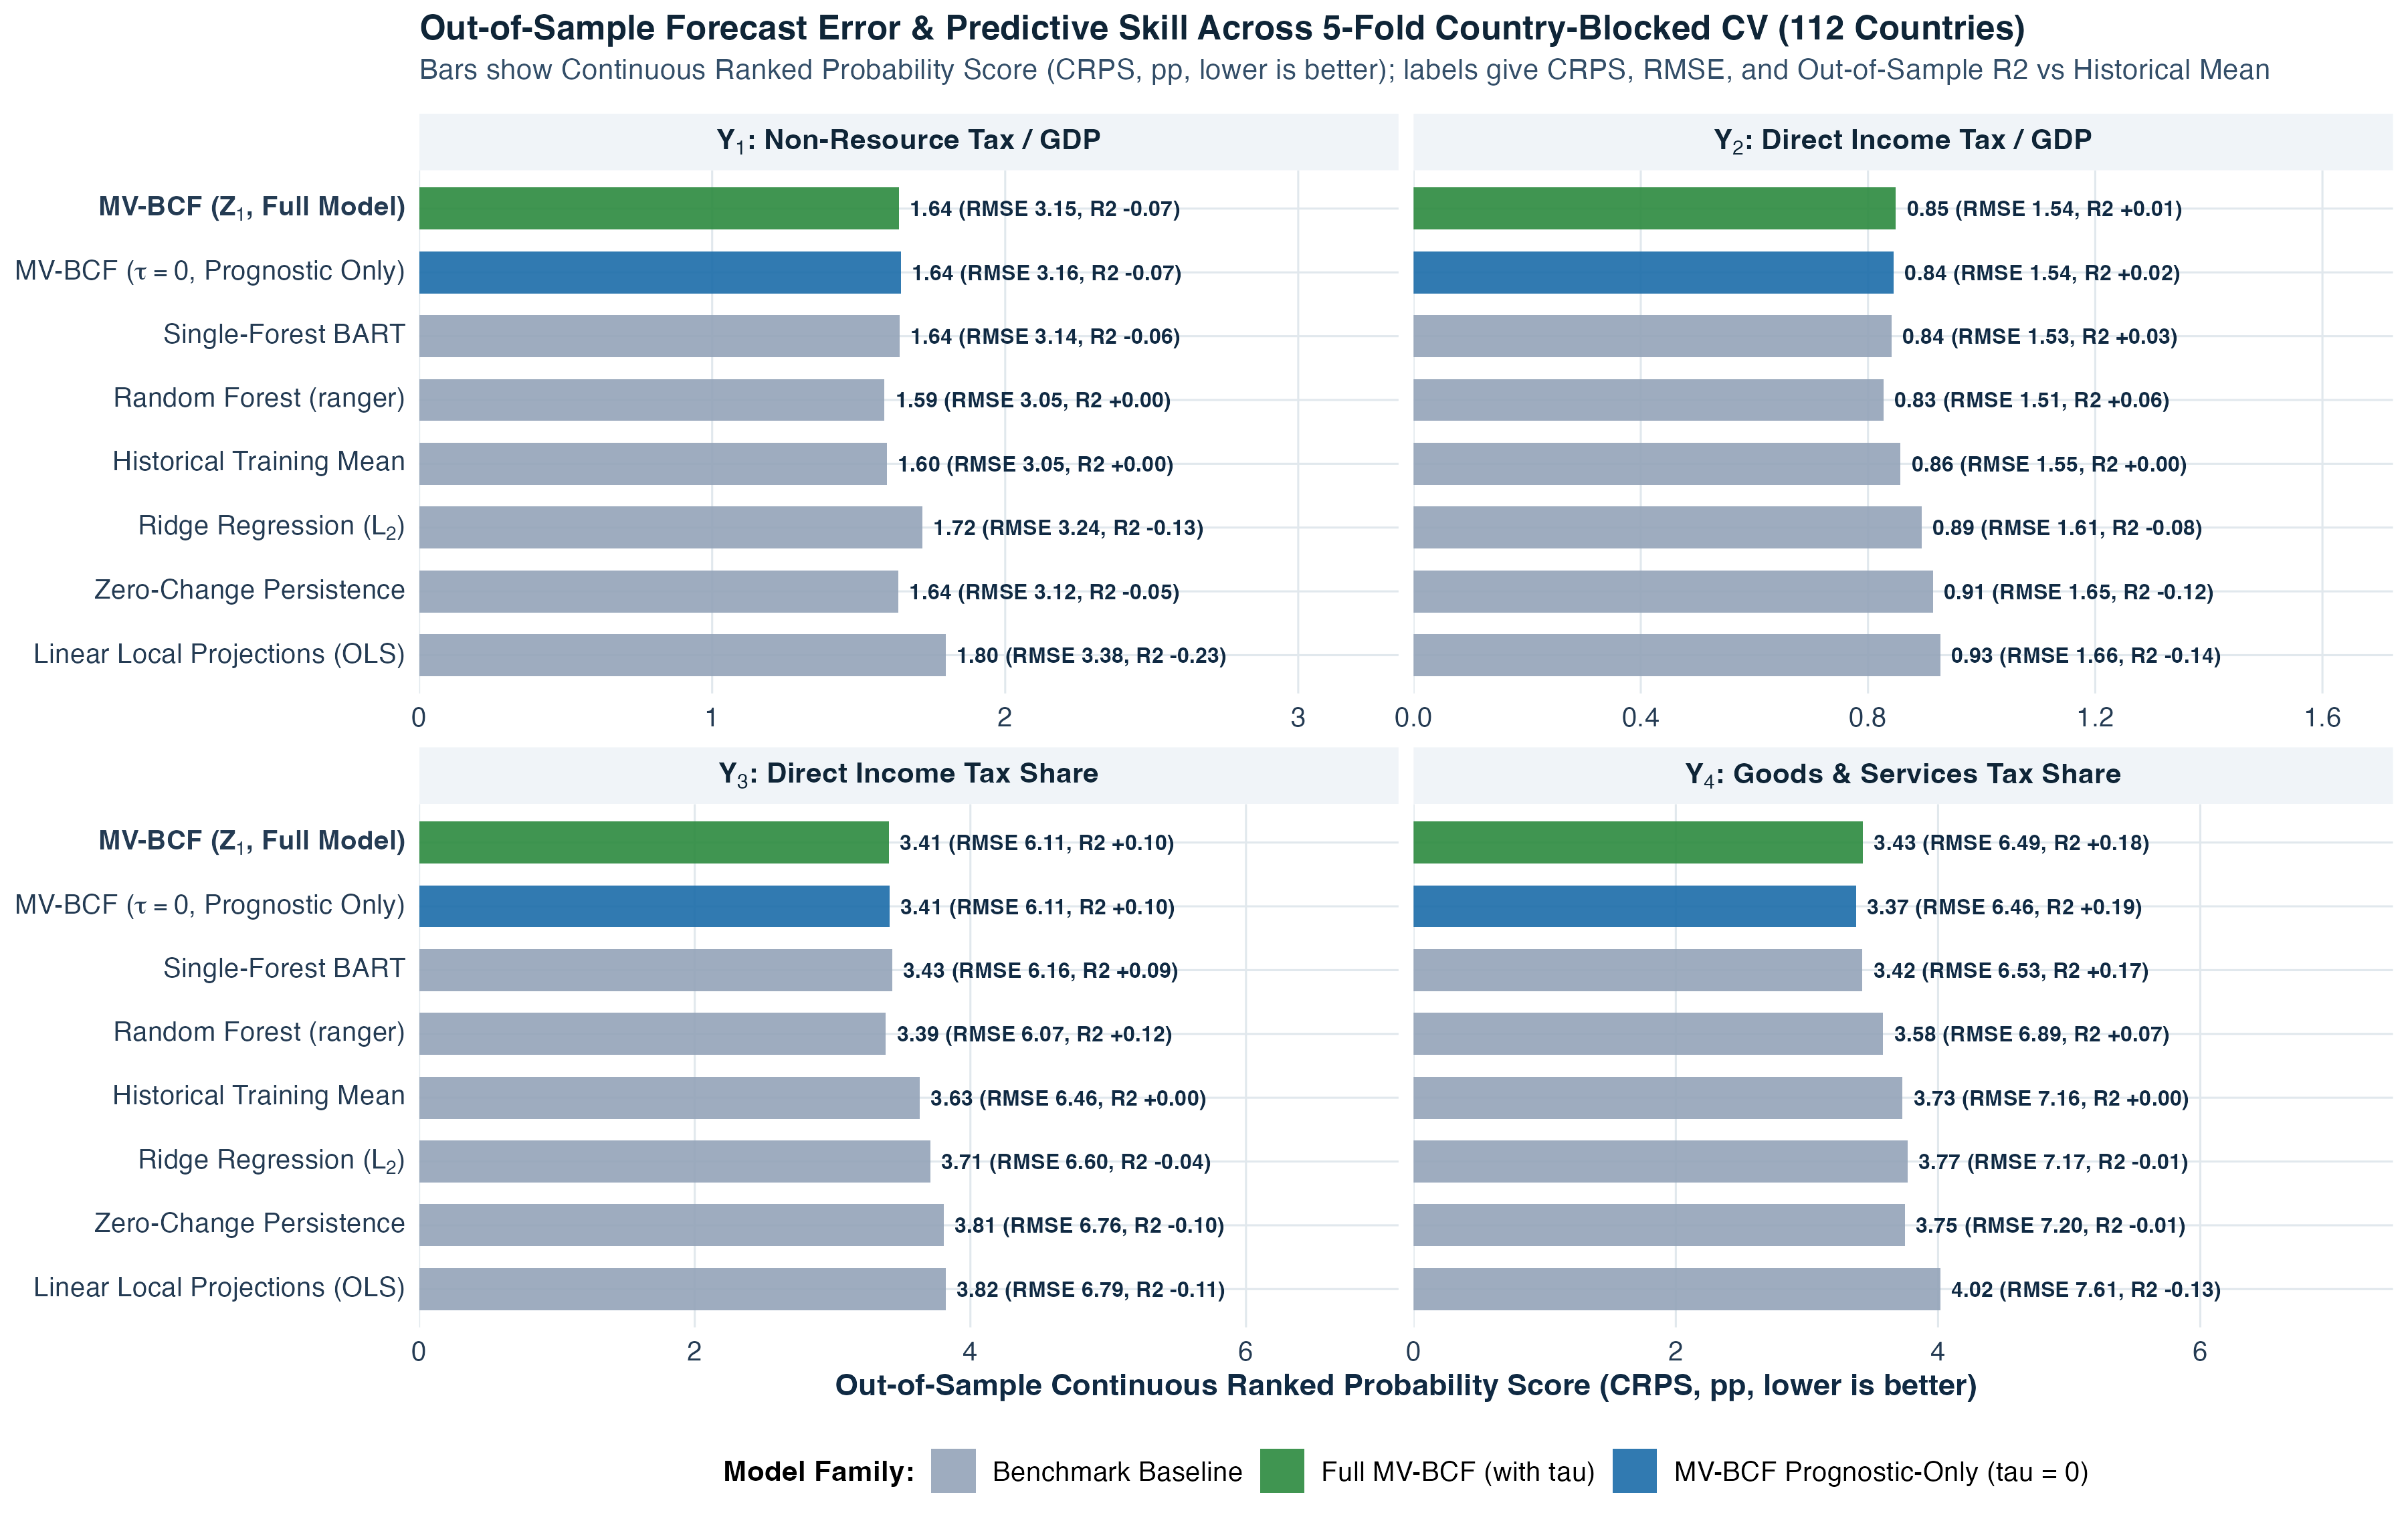 Out-of-Sample Forecast Error & Predictive Skill Across 5-Fold Country-Blocked CV (112 Countries)
Bars show Continuous Ranked Probability Score (CRPS, pp, lower is better); labels give CRPS, RMSE, and Out-of-Sample R2 vs Historical Mean
Y₁: Non-Resource Tax / GDP
MV-BCF (Z₁, Full Model) 1.64 (RMSE 3.15, R2 -0.07)
MV-BCF (τ = 0, Prognostic Only) 1.64 (RMSE 3.16, R2 -0.07)
Single-Forest BART 1.64 (RMSE 3.14, R2 -0.06)
Random Forest (ranger) 1.59 (RMSE 3.05, R2 +0.00)
Historical Training Mean 1.60 (RMSE 3.05, R2 +0.00)
Ridge Regression (L₂) 1.72 (RMSE 3.24, R2 -0.13)
Zero-Change Persistence 1.64 (RMSE 3.12, R2 -0.05)
Linear Local Projections (OLS) 1.80 (RMSE 3.38, R2 -0.23)
0 1 2 3
Y₂: Direct Income Tax / GDP
0.85 (RMSE 1.54, R2 +0.01)
0.84 (RMSE 1.54, R2 +0.02)
0.84 (RMSE 1.53, R2 +0.03)
0.83 (RMSE 1.51, R2 +0.06)
0.86 (RMSE 1.55, R2 +0.00)
0.89 (RMSE 1.61, R2 -0.08)
0.91 (RMSE 1.65, R2 -0.12)
0.93 (RMSE 1.66, R2 -0.14)
0.0 0.4 0.8 1.2 1.6
Y₃: Direct Income Tax Share
MV-BCF (Z₁, Full Model) 3.41 (RMSE 6.11, R2 +0.10)
MV-BCF (τ = 0, Prognostic Only) 3.41 (RMSE 6.11, R2 +0.10)
Single-Forest BART 3.43 (RMSE 6.16, R2 +0.09)
Random Forest (ranger) 3.39 (RMSE 6.07, R2 +0.12)
Historical Training Mean 3.63 (RMSE 6.46, R2 +0.00)
Ridge Regression (L₂) 3.71 (RMSE 6.60, R2 -0.04)
Zero-Change Persistence 3.81 (RMSE 6.76, R2 -0.10)
Linear Local Projections (OLS) 3.82 (RMSE 6.79, R2 -0.11)
0 2 4 6
Y₄: Goods & Services Tax Share
3.43 (RMSE 6.49, R2 +0.18)
3.37 (RMSE 6.46, R2 +0.19)
3.42 (RMSE 6.53, R2 +0.17)
3.58 (RMSE 6.89, R2 +0.07)
3.73 (RMSE 7.16, R2 +0.00)
3.77 (RMSE 7.17, R2 -0.01)
3.75 (RMSE 7.20, R2 -0.01)
4.02 (RMSE 7.61, R2 -0.13)
0 2 4 6
Out-of-Sample Continuous Ranked Probability Score (CRPS, pp, lower is better)
Model Family: Benchmark Baseline Full MV-BCF (with tau) MV-BCF Prognostic-Only (tau = 0)